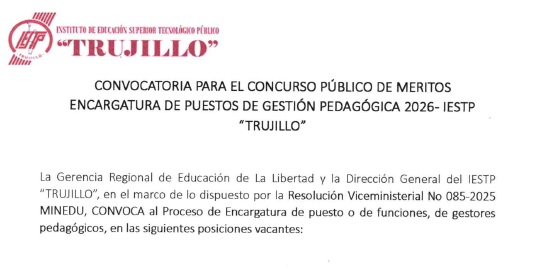 INSTITUTO DE EDUCACIÓN SUPERIOR TECNOLÓGICO PÚBLICO
"TRUJILLO"
IESTP
CONVOCATORIA PARA EL CONCURSO PÚBLICO DE MERITOS
ENCARGATURA DE PUESTOS DE GESTIÓN PEDAGÓGICA 2026- IESTP
"TRUJILLO"
La Gerencia Regional de Educación de La Libertad y la Dirección General del IESTP
"TRUJILLO", en el marco de lo dispuesto por la Resolución Viceministerial No 085-2025
MINEDU, CONVOCA al Proceso de Encargatura de puesto o de funciones, de gestores
pedagógicos, en las siguientes posiciones vacantes: